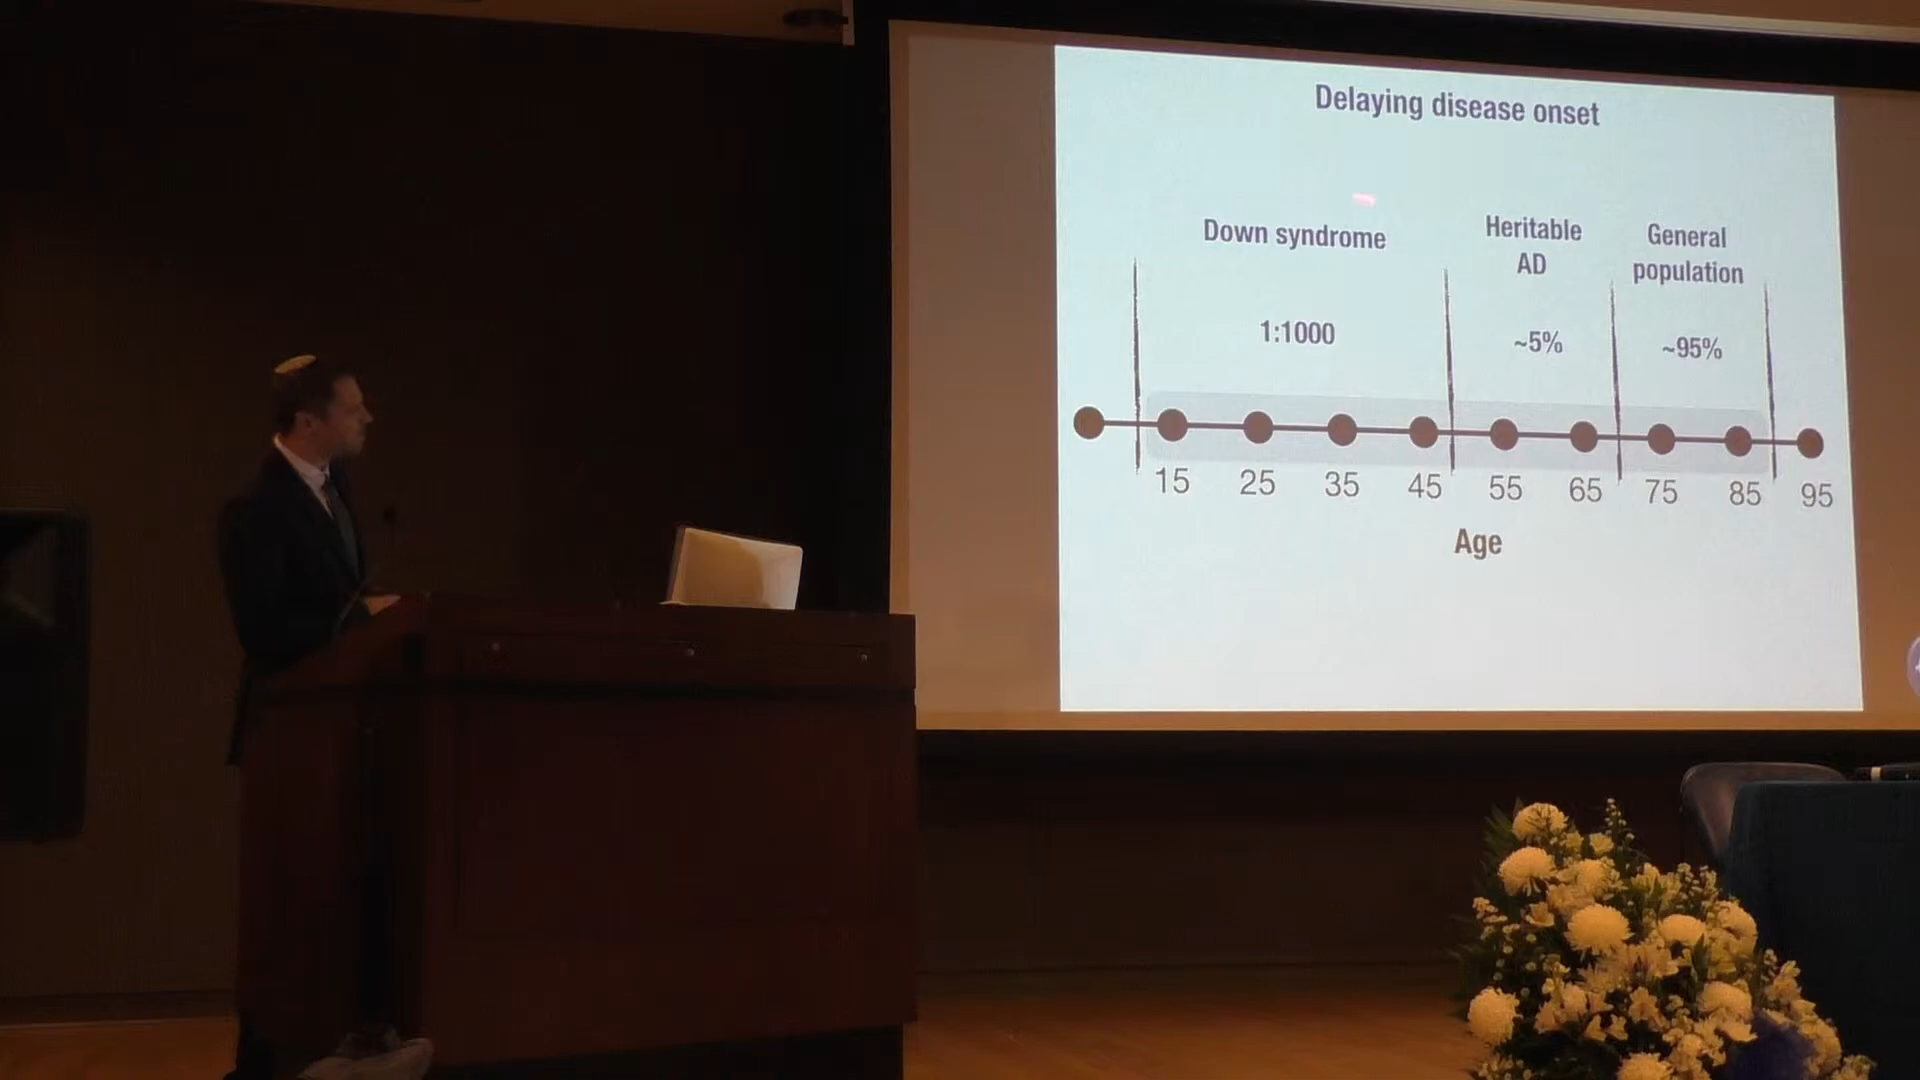 Delaying disease onset
Down syndrome
Heritable
AD
General
population
1:1000
~5%
~95%
15 25 35 45 55 65 75 85 95
Age